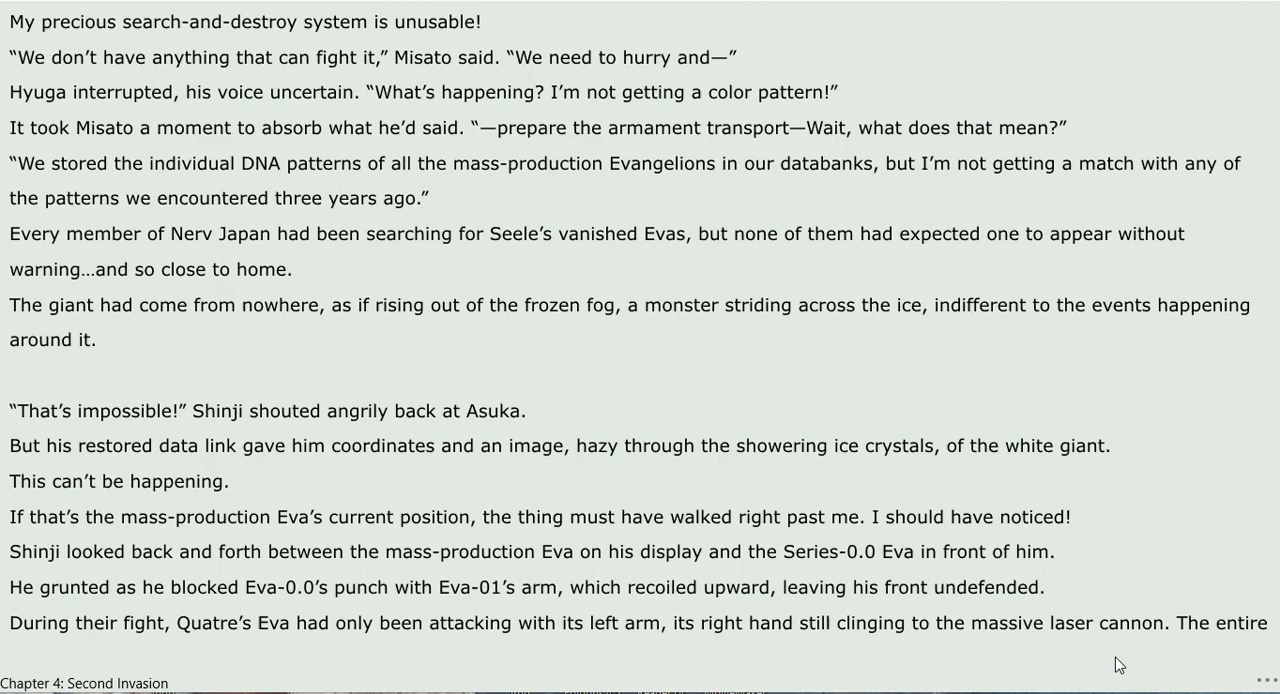 My precious search-and-destroy system is unusable!
“We don’t have anything that can fight it,” Misato said. “We need to hurry and—”
Hyuga interrupted, his voice uncertain. “What’s happening? I’m not getting a color pattern!”
It took Misato a moment to absorb what he’d said. “—prepare the armament transport—Wait, what does that mean?”
“We stored the individual DNA patterns of all the mass-production Evangelions in our databanks, but I’m not getting a match with any of
the patterns we encountered three years ago.”
Every member of Nerv Japan had been searching for Seele’s vanished Evas, but none of them had expected one to appear without
warning…and so close to home.
The giant had come from nowhere, as if rising out of the frozen fog, a monster striding across the ice, indifferent to the events happening
around it.
“That’s impossible!” Shinji shouted angrily back at Asuka.
But his restored data link gave him coordinates and an image, hazy through the showering ice crystals, of the white giant.
This can’t be happening.
If that’s the mass-production Eva’s current position, the thing must have walked right past me. I should have noticed!
Shinji looked back and forth between the mass-production Eva on his display and the Series-0.0 Eva in front of him.
He grunted as he blocked Eva-0.0’s punch with Eva-01’s arm, which recoiled upward, leaving his front undefended.
During their fight, Quatre’s Eva had only been attacking with its left arm, its right hand still clinging to the massive laser cannon. The entire
Chapter 4: Second Invasion